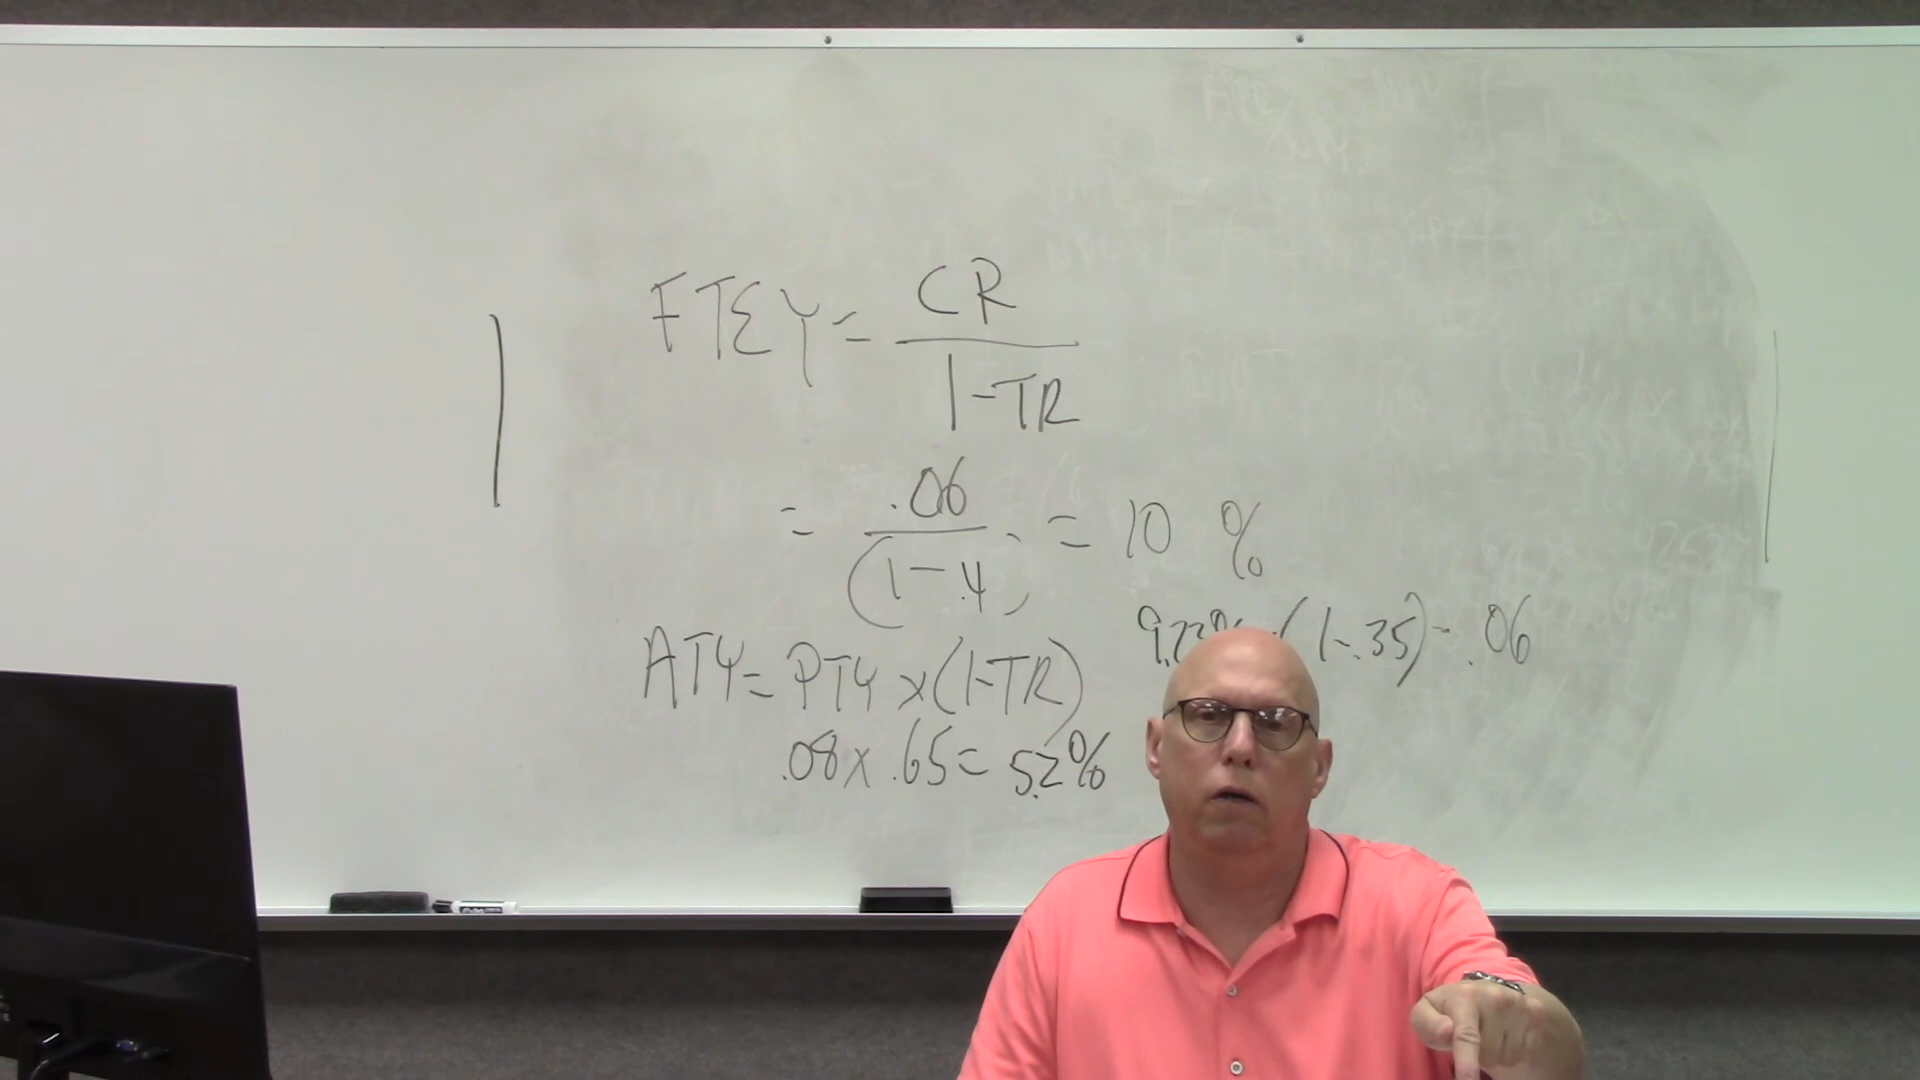 FTEY = CR
1-TR
= .06 = 10 %
(1-.4)
(1-.35) = .06
ATY = PTY x (1-TR)
.08 x .65 = 5.2%